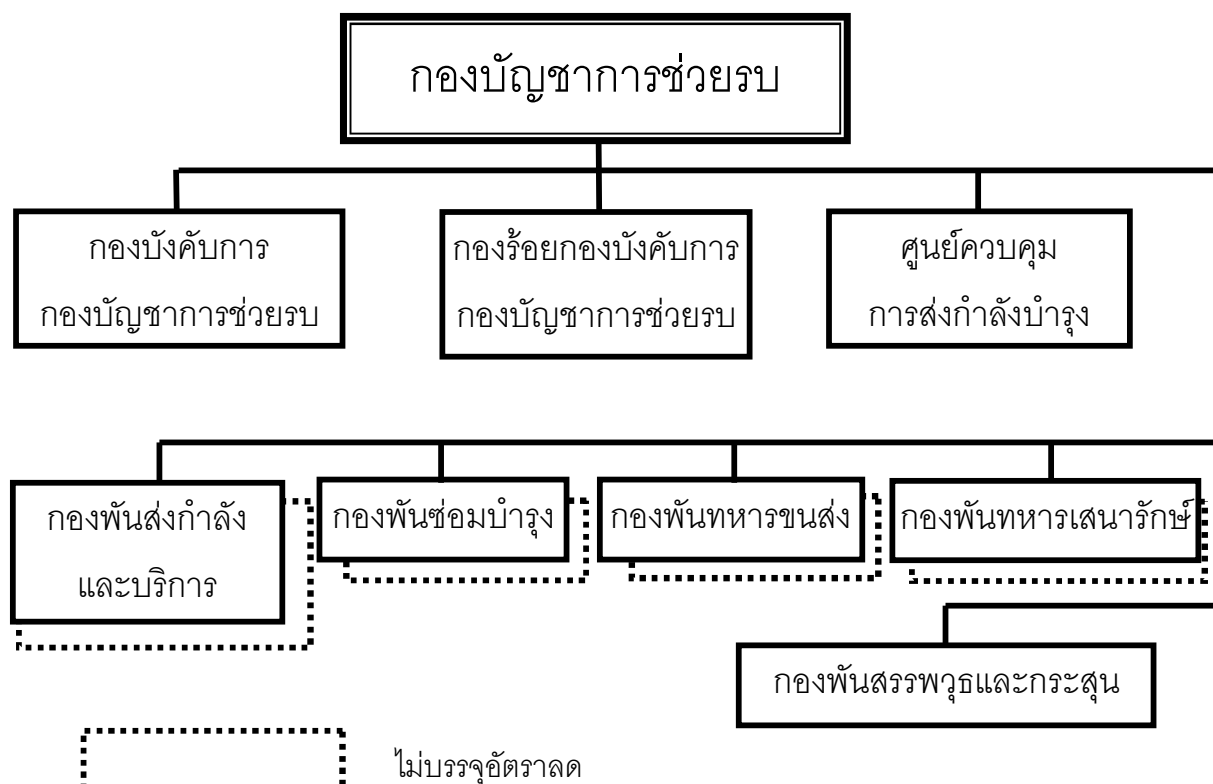 กองบัญชาการช่วยรบ
กองบังคับการ
กองบัญชาการช่วยรบ
กองร้อยกองบังคับการ
กองบัญชาการช่วยรบ
ศูนย์ควบคุม
การส่งกำลังบำรุง
กองพันส่งกำลัง
และบริการ
กองพันซ่อมบำรุง
กองพันทหารขนส่ง
กองพันทหารเสนารักษ์
กองพันสรรพวุธและกระสุน
ไม่บรรจุอัตราลด